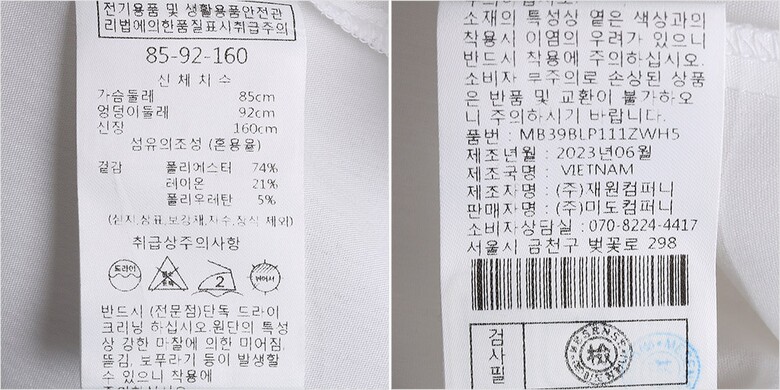 전기용품 및 생활용품안전관
리법에의한품질표시취급주의
85-92-160
신 체 치 수
가슴둘레 85cm
엉덩이둘레 92cm
신장 160cm
섬유의조성 (혼용율)
겉감 폴리에스터 74%
레이온 21%
폴리우레탄 5%
(심지,상표,보강재,자수,장식 제외)
취급상주의사항
드라이
2
반드시 (전문점)단독 드라이
크리닝 하십시오.원단의 특성
상 강한 마찰에 의한 미어짐,
뜯김, 보푸라기 등이 발생할
수 있으니 착용에
소재의 특성상 옅은 색상과의
착용시 이염의 우려가 있으니
반드시 착용에 주의하십시오.
소비자 부주의로 손상된 상품
은 반품 및 교환이 불가하오
니 주의하시기 바랍니다.
품번 : MB39BLP111ZWH5
제조년월 : 2023년06월
제조국명 : VIETNAM
제조자명 : (주)재원컴퍼니
판매자명 : (주)미도컴퍼니
소비자상담실 : 070-8224-4417
서울시 금천구 벚꽃로 298
검사필